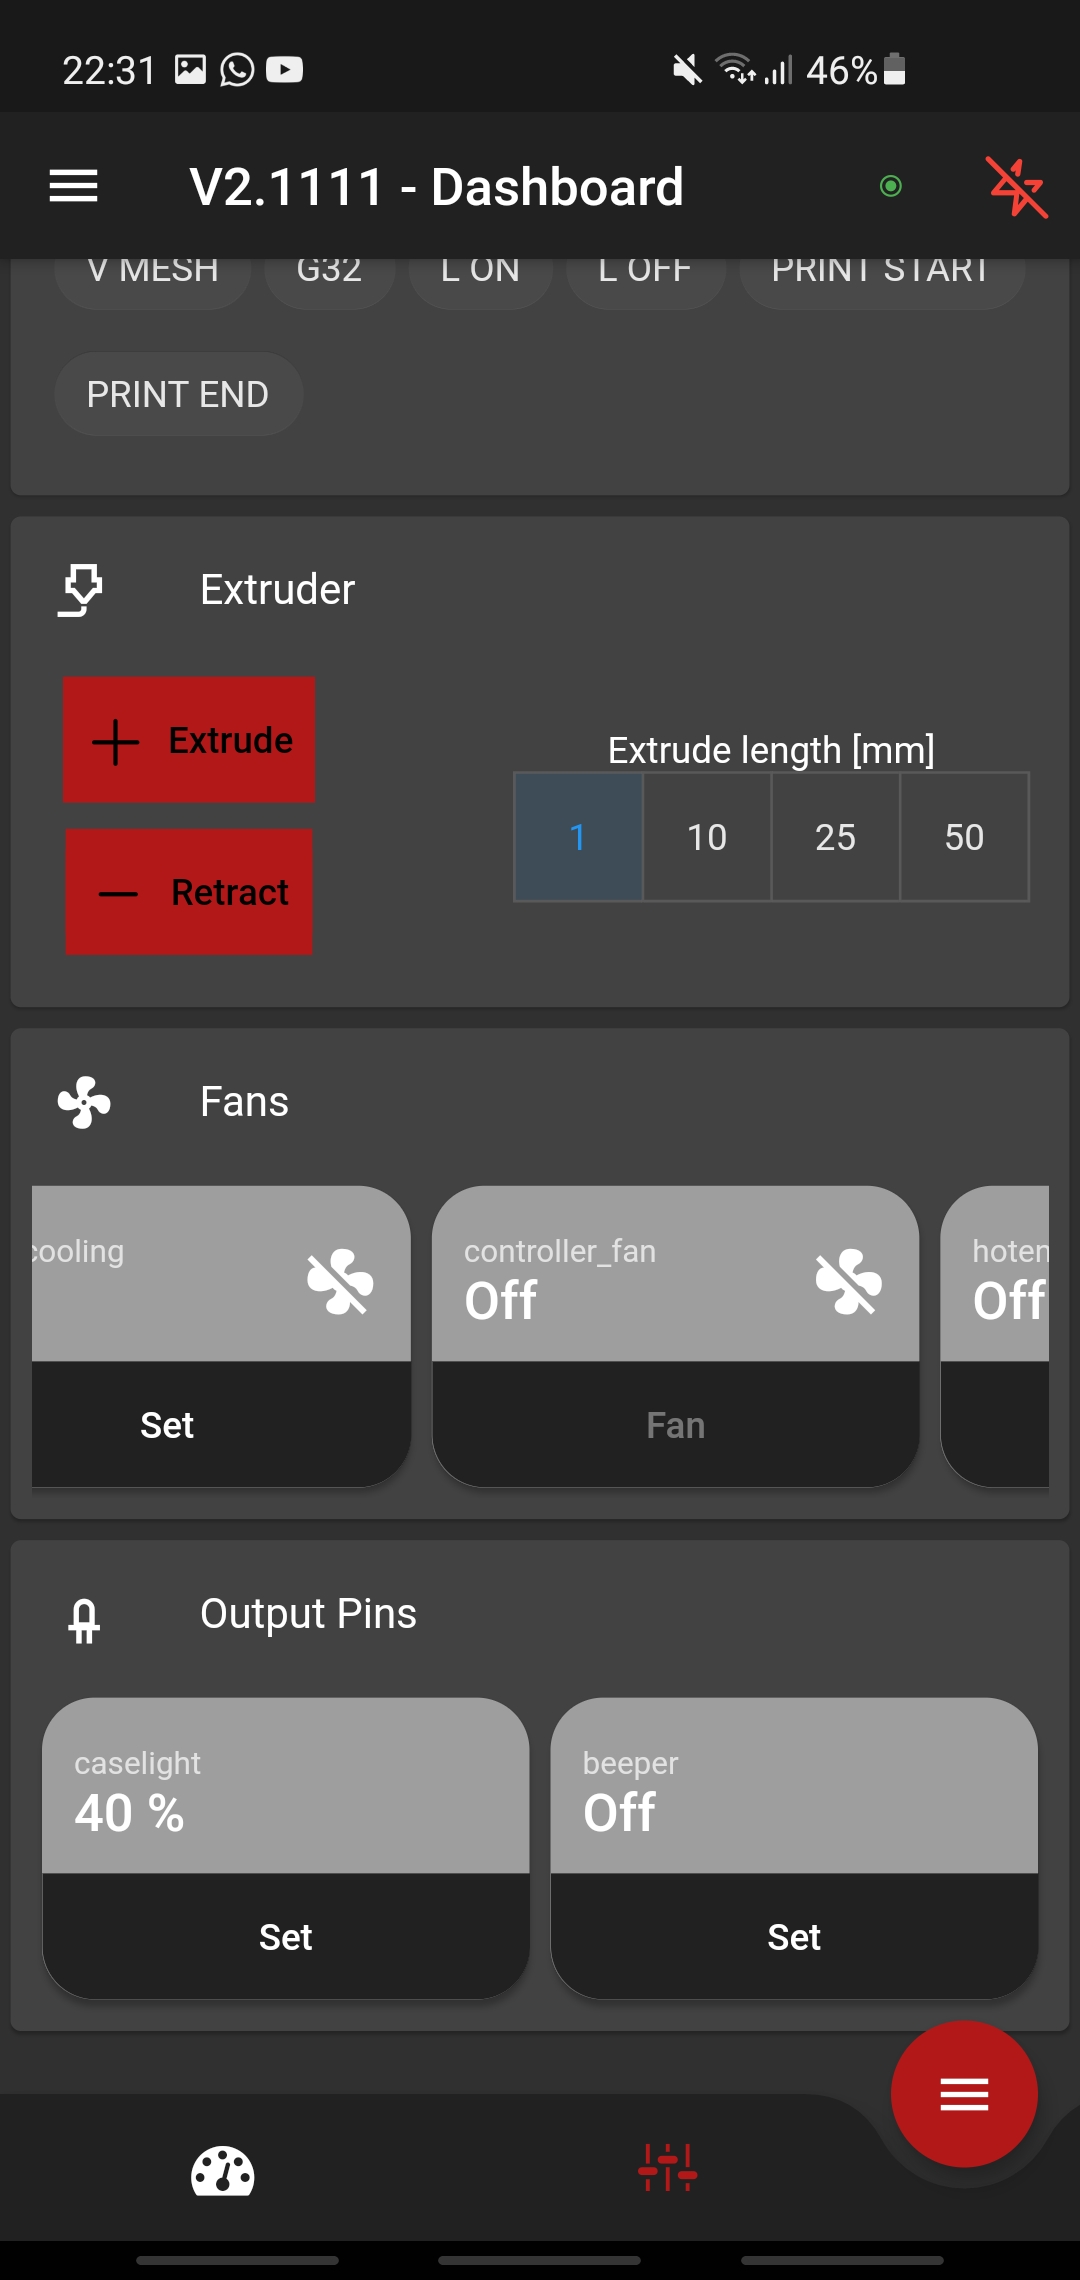 22:31 46%
V2.1111 - Dashboard
V MESH G32 L ON L OFF PRINT START
PRINT END
Extruder
Extrude
Retract
Extrude length [mm]
1 10 25 50
Fans
cooling controller_fan hoten
Off Off
Set Fan
Output Pins
caselight beeper
40 % Off
Set Set